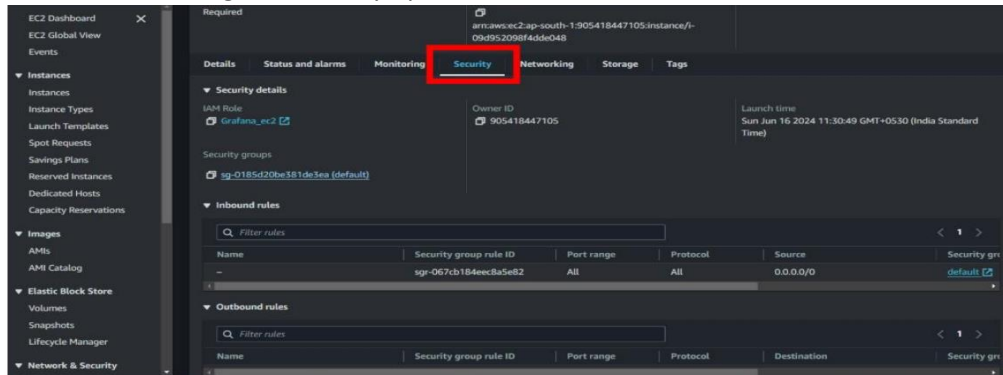 EC2 Dashboard
EC2 Global View
Events
Instances
Instances
Instance Types
Launch Templates
Spot Requests
Savings Plans
Reserved Instances
Dedicated Hosts
Capacity Reservations
Images
AMIs
AMI Catalog
Elastic Block Store
Volumes
Snapshots
Lifecycle Manager
Network & Security
Required
arn:aws:ec2:ap-south-1:905418447105:instance/i-
09d952098f4dde048
Details Status and alarms Monitoring Security Networking Storage Tags
Security details
IAM Role
Grafana_ec2
Owner ID
905418447105
Launch time
Sun Jun 16 2024 11:30:49 GMT+0530 (India Standard
Time)
Security groups
sg-0185d20be381de3ea (default)
Inbound rules
Filter rules
1
Name Security group rule ID Port range Protocol Source Security gro
– sgr-067cb184eec8a5e82 All All 0.0.0.0/0 default
Outbound rules
Filter rules
1
Name Security group rule ID Port range Protocol Destination Security gro